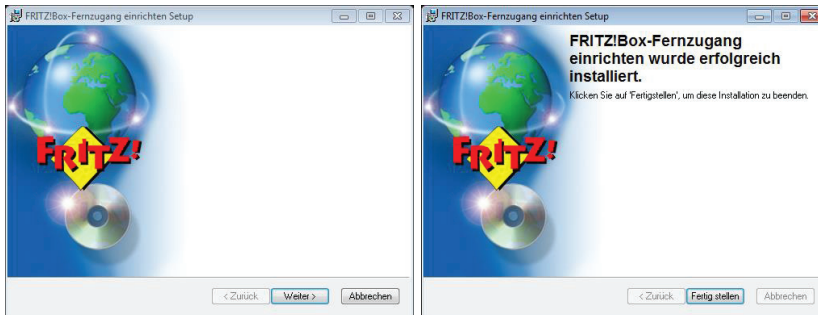 FRITZ!Box-Fernzugang einrichten Setup
FRITZ!
< Zurück
Weiter >
Abbrechen
FRITZ!Box-Fernzugang einrichten Setup
FRITZ!Box-Fernzugang
einrichten wurde erfolgreich
installiert.
Klicken Sie auf 'Fertigstellen', um diese Installation zu beenden.
FRITZ!
< Zurück
Fertig stellen
Abbrechen